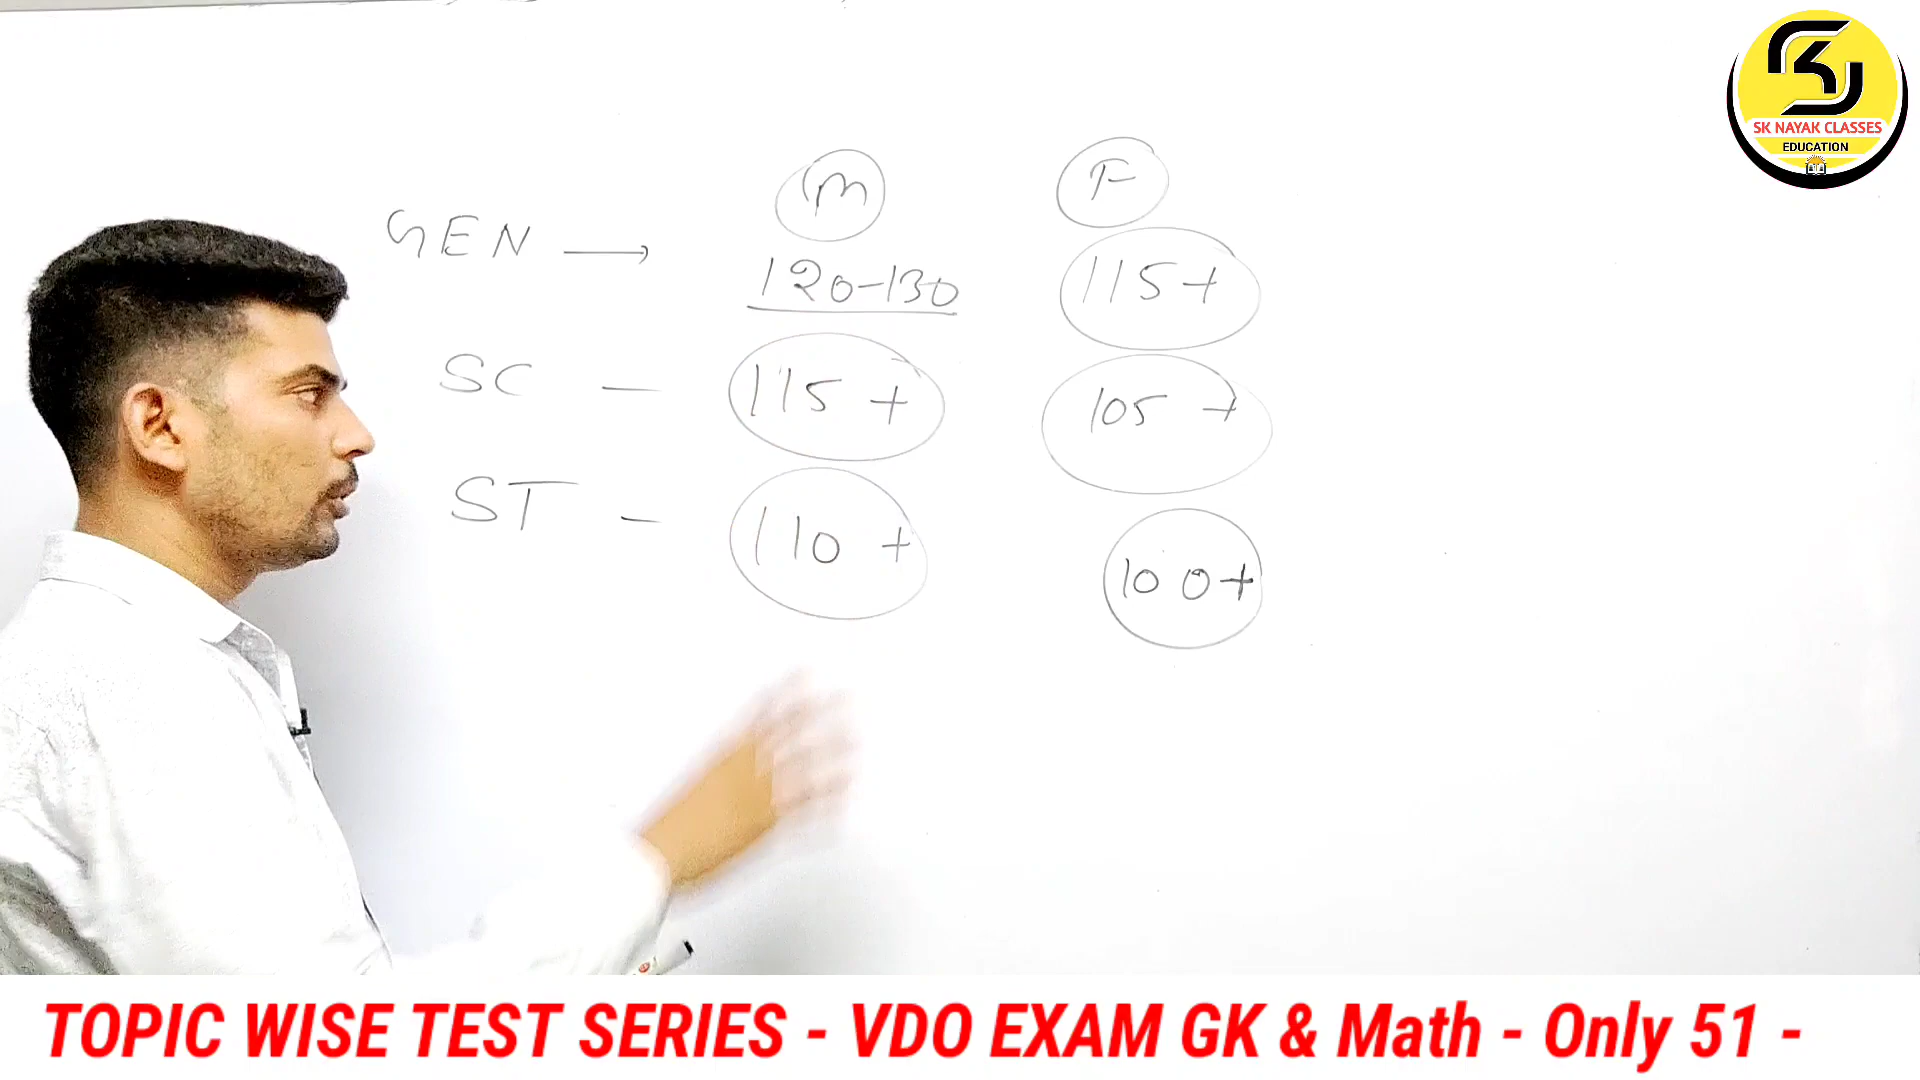 SK NAYAK CLASSES
EDUCATION
M F
GEN → 120-130 115+
SC - 115+ 105+
ST - 110+ 100+
TOPIC WISE TEST SERIES - VDO EXAM GK & Math - Only 51 -